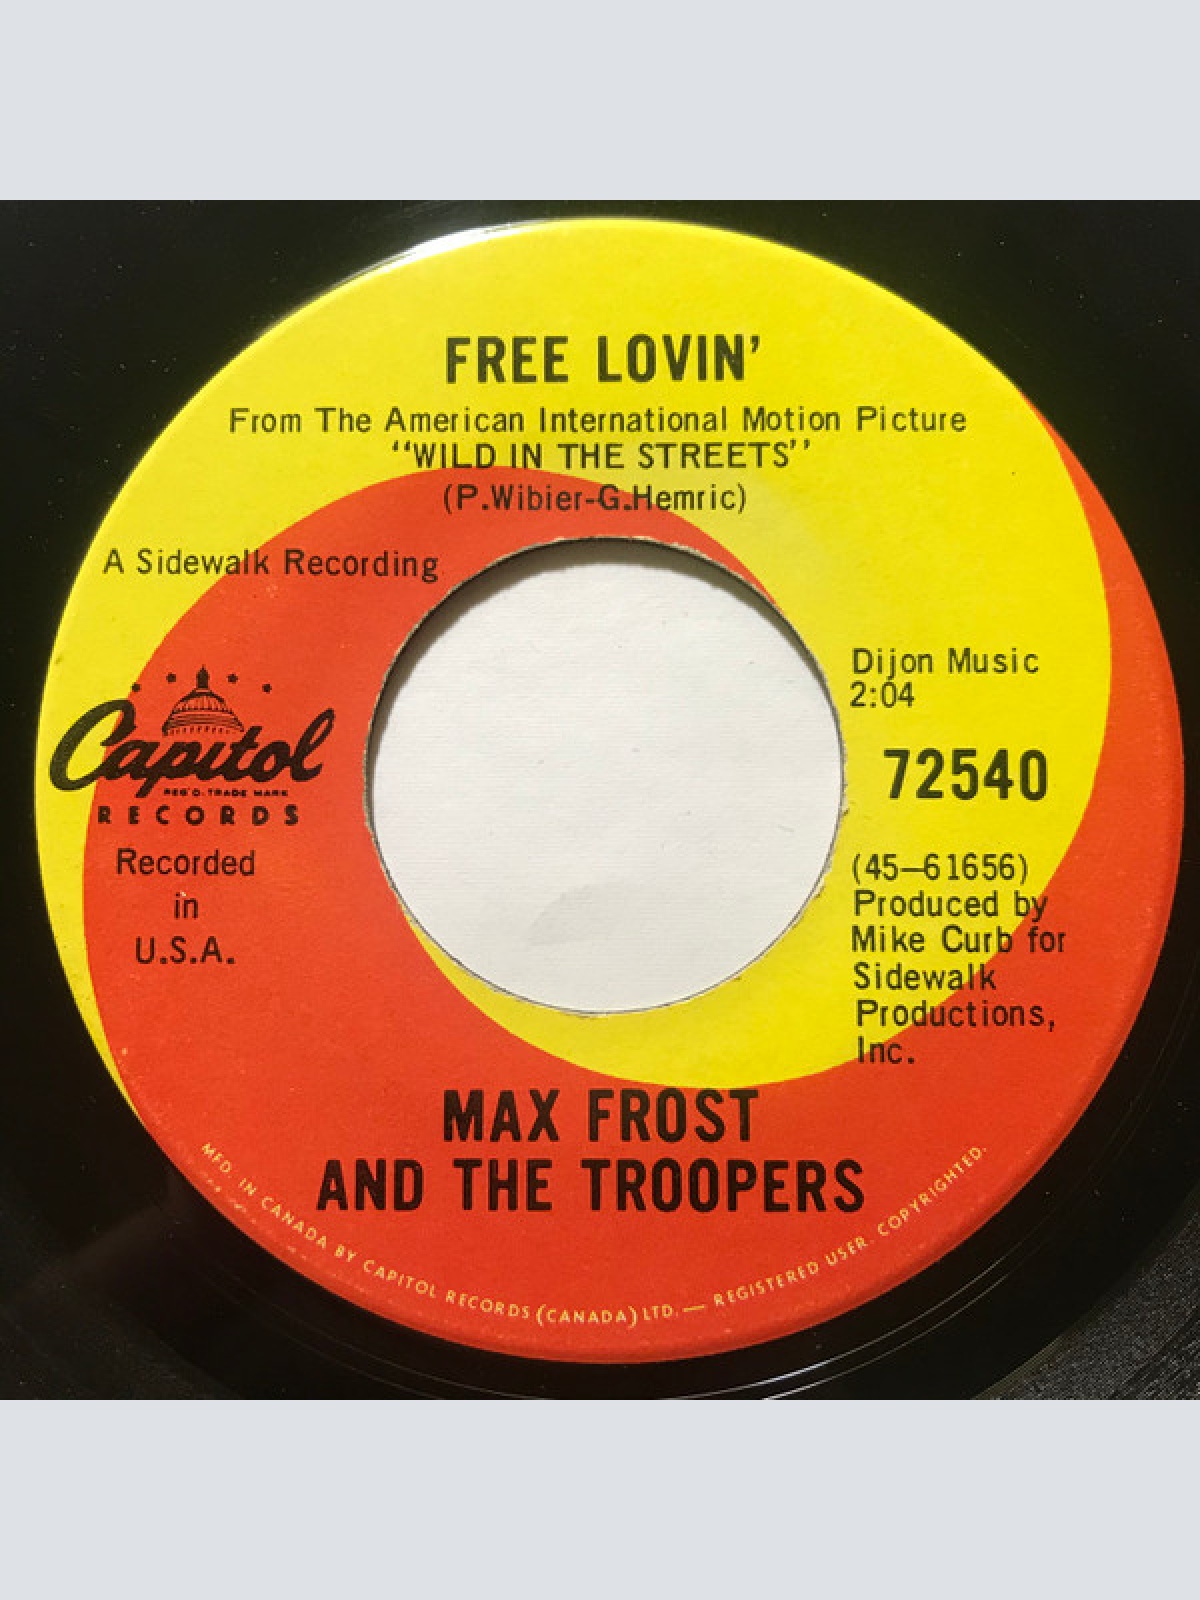 FREE LOVIN'
From The American International Motion Picture
"WILD IN THE STREETS"
(P.Wibier-G.Hemric)
A Sidewalk Recording
Capitol
REG'D. TRADE MARK
RECORDS
Recorded
in
U.S.A.
Dijon Music
2:04
72540
(45—61656)
Produced by
Mike Curb for
Sidewalk
Productions,
Inc.
MAX FROST
AND THE TROOPERS
MFD. IN CANADA BY CAPITOL RECORDS (CANADA) LTD. — REGISTERED USER. COPYRIGHTED.